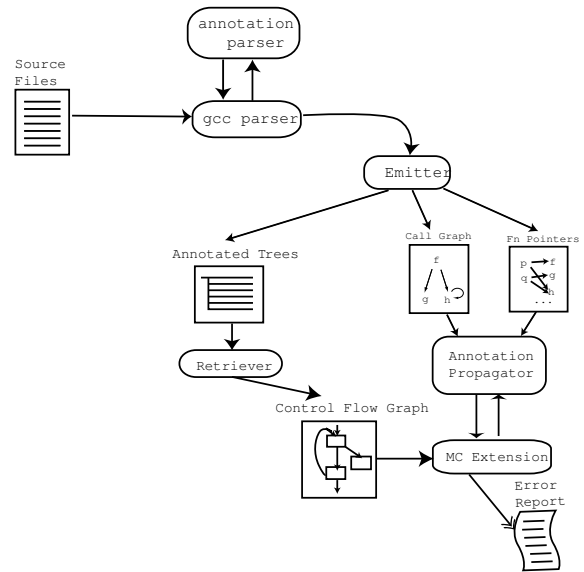 annotation
parser
Source
Files
gcc parser
Emitter
Call Graph
f
g h
Fn Pointers
p f
q g
h
...
Annotated Trees
Retriever
Annotation
Propagator
Control Flow Graph
MC Extension
Error
Report